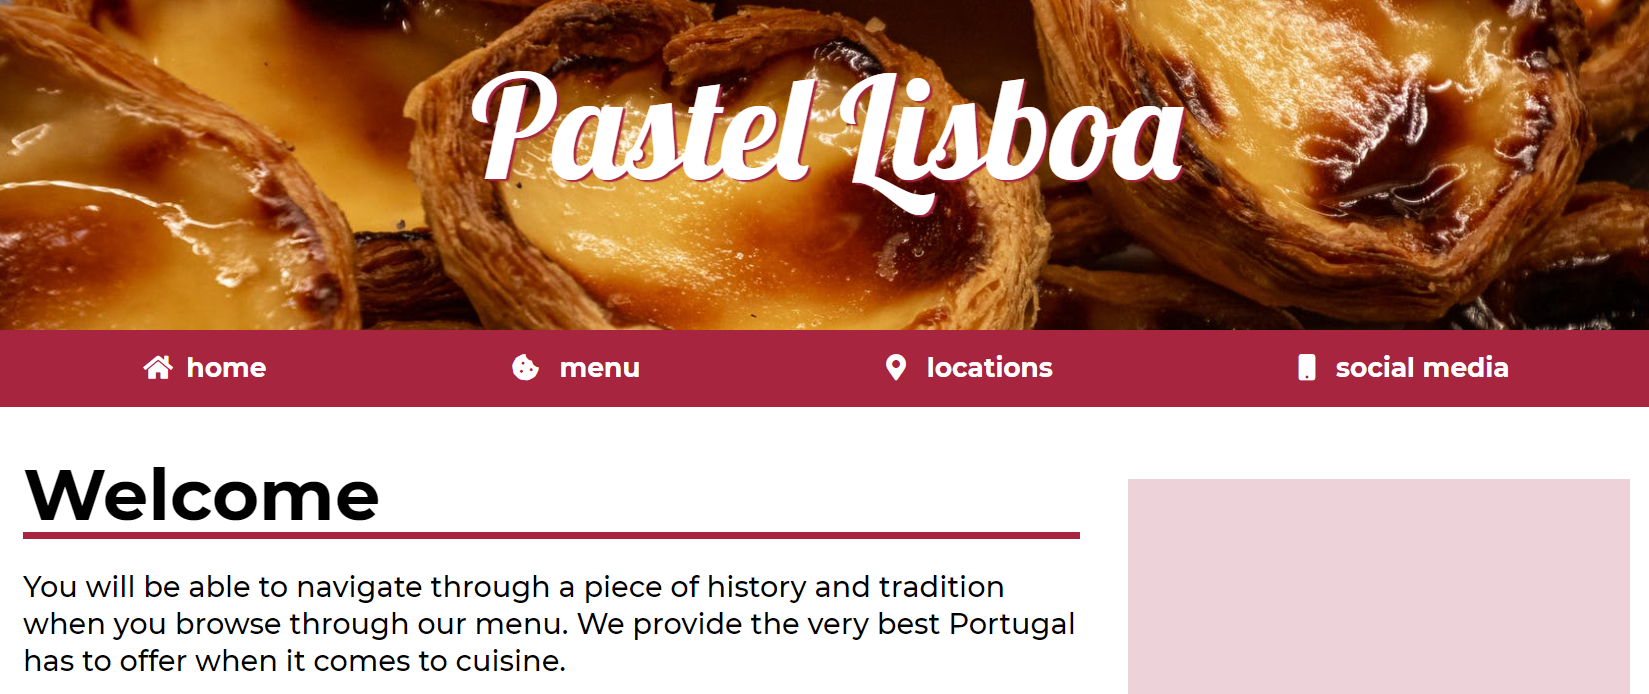 Pastel Lisboa
home menu locations social media
Welcome
You will be able to navigate through a piece of history and tradition
when you browse through our menu. We provide the very best Portugal
has to offer when it comes to cuisine.